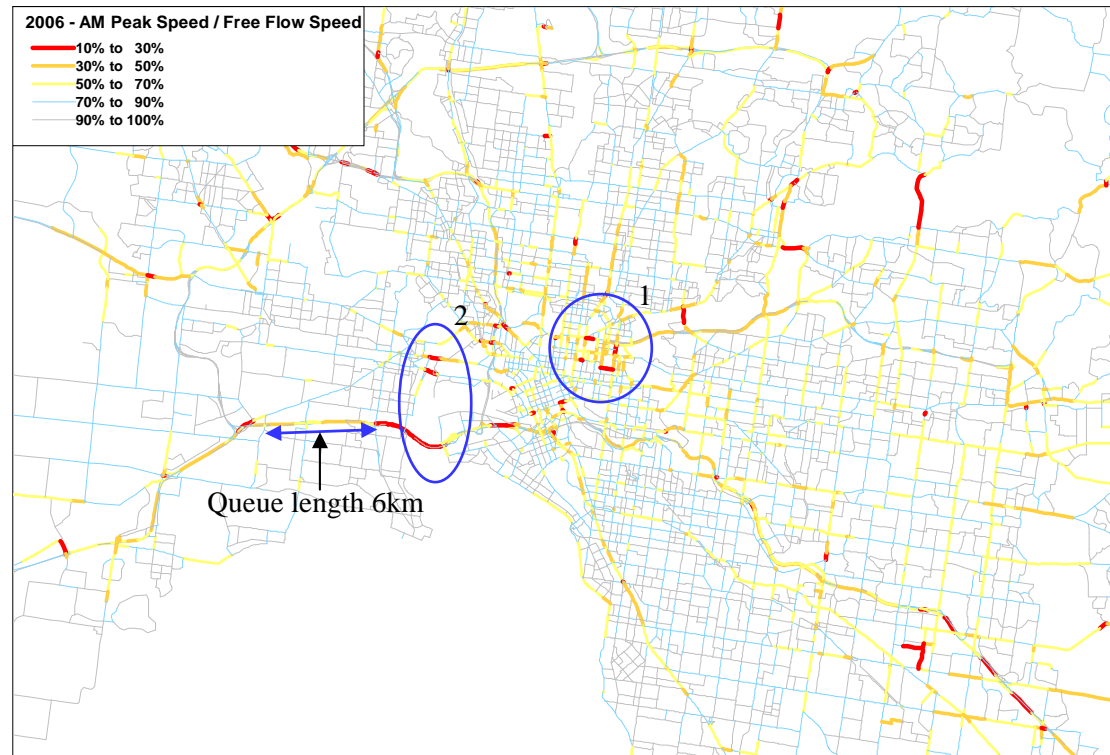 2006 - AM Peak Speed / Free Flow Speed
10% to 30%
30% to 50%
50% to 70%
70% to 90%
90% to 100%
1
2
Queue length 6km